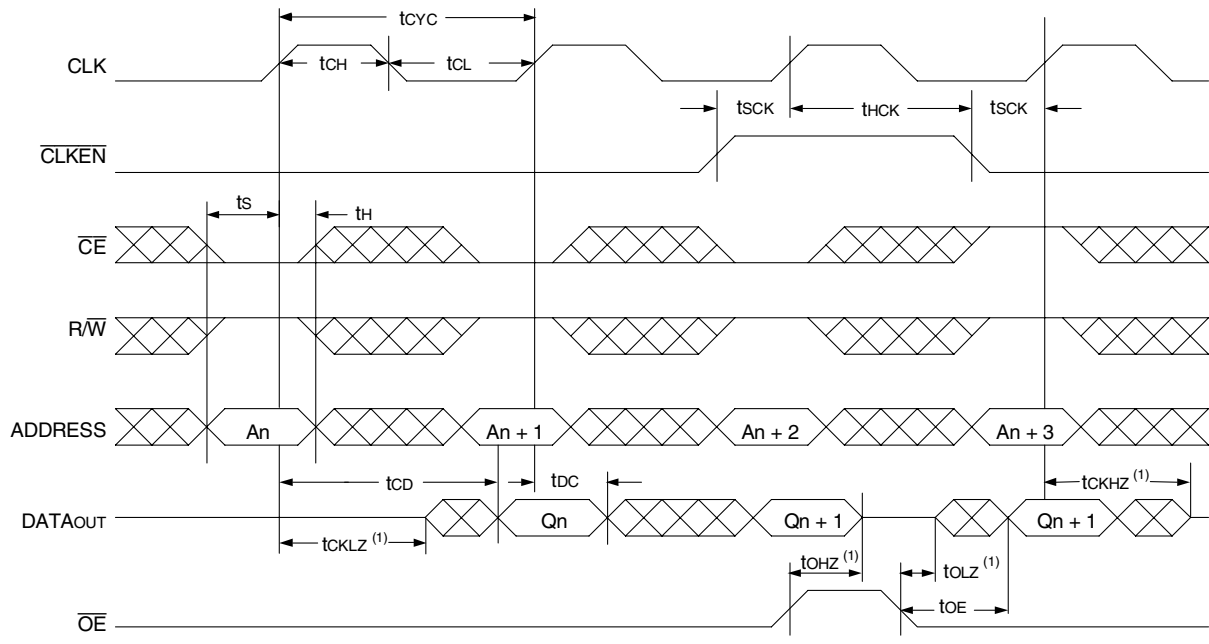 tCYC
CLK
tCH
tCL
tSCK
tHCK
tSCK
CLKEN
tS
tH
CE
R/W
ADDRESS
An
An + 1
An + 2
An + 3
tCD
tDC
tCKHZ (1)
DATAOUT
Qn
Qn + 1
Qn + 1
tCKLZ (1)
tOHZ (1)
tOLZ (1)
tOE
OE